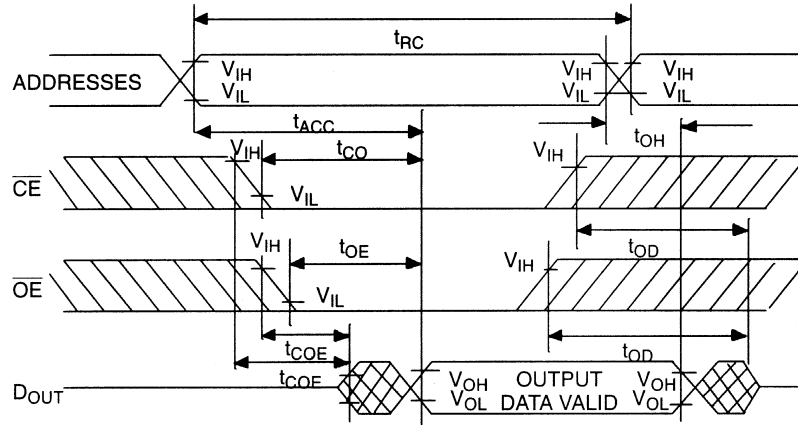 tRC
ADDRESSES
VIH
VIL
VIH
VIL
VIH
VIL
tACC
tOH
VIH
tCO
VIH
CE
VIL
tOD
VIH
tOE
VIH
OE
VIL
tCOE
tOD
tCOE
DOUT
VOH
VOL
OUTPUT
DATA VALID
VOH
VOL